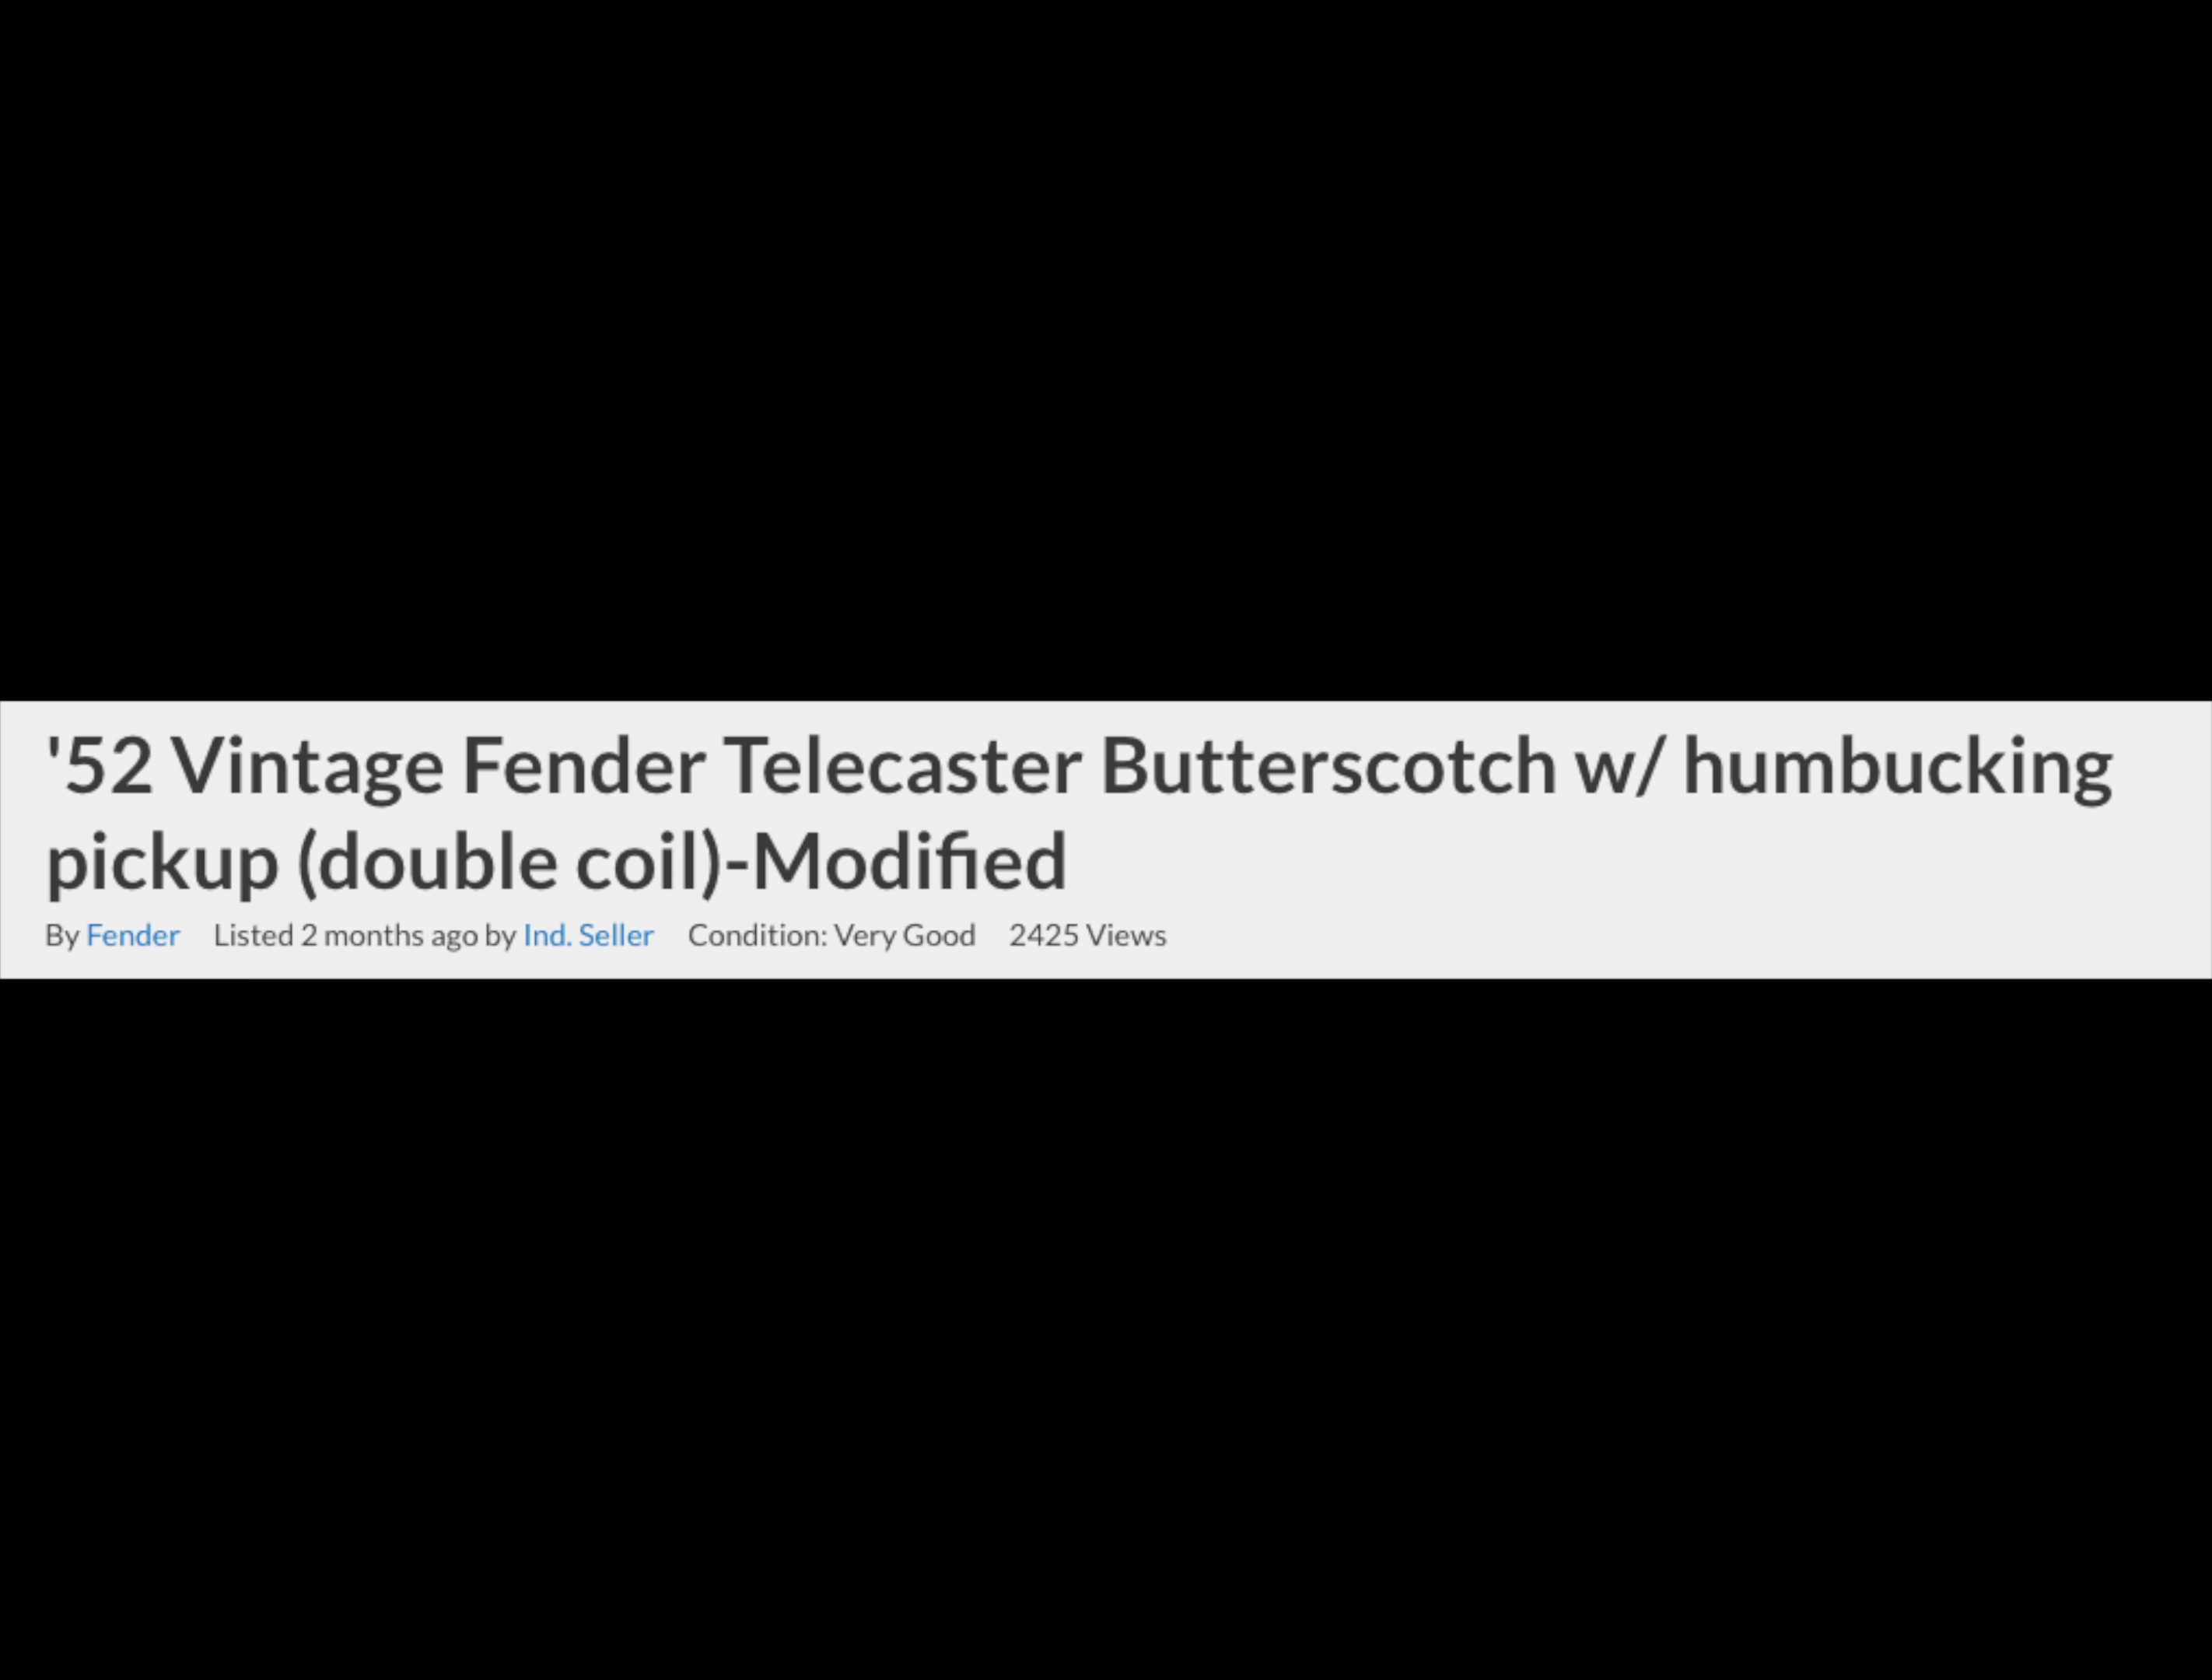 '52 Vintage Fender Telecaster Butterscotch w/ humbucking
pickup (double coil)-Modified
By Fender Listed 2 months ago by Ind. Seller Condition: Very Good 2425 Views